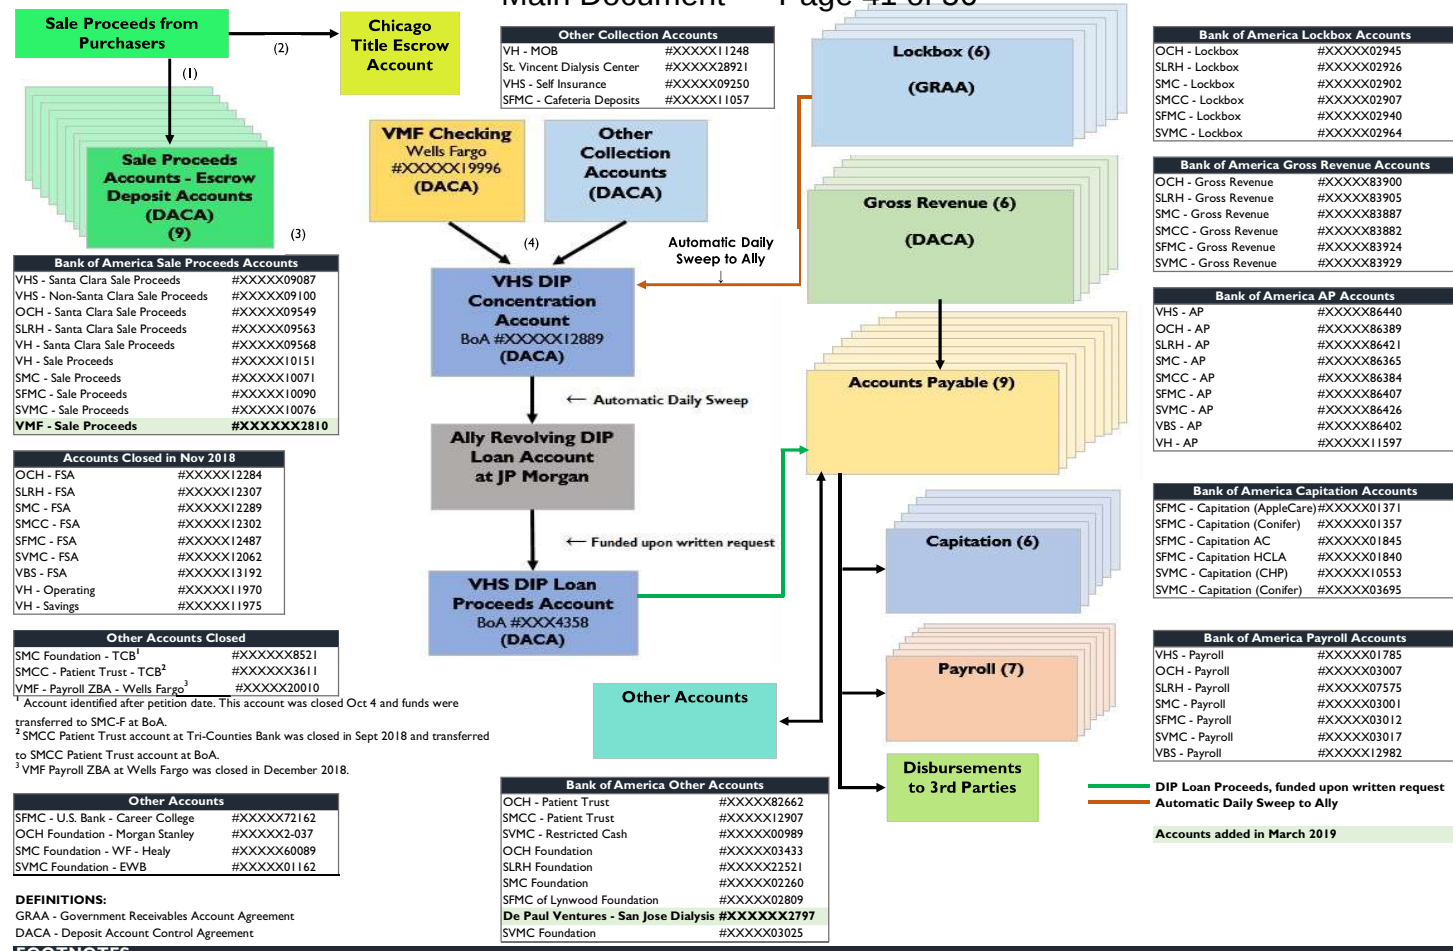 Main Document Page 41 of 56
Sale Proceeds from
Purchasers
(2)
Chicago
Title Escrow
Account
(1)
Sale Proceeds
Accounts - Escrow
Deposit Accounts
(DACA)
(9)
(3)
Bank of America Sale Proceeds Accounts
VHS - Santa Clara Sale Proceeds #XXXXX09087
VHS - Non-Santa Clara Sale Proceeds #XXXXX09100
OCH - Santa Clara Sale Proceeds #XXXXX09549
SLRH - Santa Clara Sale Proceeds #XXXXX09563
VH - Santa Clara Sale Proceeds #XXXXX09568
VH - Sale Proceeds #XXXXX10151
SMC - Sale Proceeds #XXXXX10071
SFMC - Sale Proceeds #XXXXX10090
SVMC - Sale Proceeds #XXXXX10076
VMF - Sale Proceeds #XXXXXX2810
Accounts Closed in Nov 2018
OCH - FSA #XXXXX12284
SLRH - FSA #XXXXX12307
SMC - FSA #XXXXX12289
SMCC - FSA #XXXXX12302
SFMC - FSA #XXXXX12487
SVMC - FSA #XXXXX12062
VBS - FSA #XXXXX13192
VH - Operating #XXXXX11970
VH - Savings #XXXXX11975
Other Accounts Closed
SMC Foundation - TCB1 #XXXXXX8521
SMCC - Patient Trust - TCB2 #XXXXXX3611
VMF - Payroll ZBA - Wells Fargo3 #XXXXX20010
1 Account identified after petition date. This account was closed Oct 4 and funds were
transferred to SMC-F at BoA.
2 SMCC Patient Trust account at Tri-Counties Bank was closed in Sept 2018 and transferred
to SMCC Patient Trust account at BoA.
3 VMF Payroll ZBA at Wells Fargo was closed in December 2018.
Other Accounts
SFMC - U.S. Bank - Career College #XXXXX72162
OCH Foundation - Morgan Stanley #XXXXX2-037
SMC Foundation - WF - Healy #XXXXX60089
SVMC Foundation - EWB #XXXXX01162
DEFINITIONS:
GRAA - Government Receivables Account Agreement
DACA - Deposit Account Control Agreement
FOOTNOTES
Other Collection Accounts
VH - MOB #XXXXX11248
St. Vincent Dialysis Center #XXXXX28921
VHS - Self Insurance #XXXXX09250
SFMC - Cafeteria Deposits #XXXXX11057
VMF Checking
Wells Fargo
#XXXXX19996
(DACA)
Other
Collection
Accounts
(DACA)
(4)
VHS DIP
Concentration
Account
BoA #XXXXX12889
(DACA)
Automatic Daily
Sweep to Ally
↓
← Automatic Daily Sweep
Ally Revolving DIP
Loan Account
at JP Morgan
← Funded upon written request
VHS DIP Loan
Proceeds Account
BoA #XXX4358
(DACA)
Other Accounts
Bank of America Other Accounts
OCH - Patient Trust #XXXXX82662
SMCC - Patient Trust #XXXXX12907
SVMC - Restricted Cash #XXXXX00989
OCH Foundation #XXXXX03433
SLRH Foundation #XXXXX22521
SMC Foundation #XXXXX02260
SFMC of Lynwood Foundation #XXXXX02809
De Paul Ventures - San Jose Dialysis #XXXXXX2797
SVMC Foundation #XXXXX03025
Lockbox (6)
(GRAA)
Gross Revenue (6)
(DACA)
Accounts Payable (9)
Capitation (6)
Payroll (7)
Disbursements
to 3rd Parties
Bank of America Lockbox Accounts
OCH - Lockbox #XXXXX02945
SLRH - Lockbox #XXXXX02926
SMC - Lockbox #XXXXX02902
SMCC - Lockbox #XXXXX02907
SFMC - Lockbox #XXXXX02940
SVMC - Lockbox #XXXXX02964
Bank of America Gross Revenue Accounts
OCH - Gross Revenue #XXXXX83900
SLRH - Gross Revenue #XXXXX83905
SMC - Gross Revenue #XXXXX83887
SMCC - Gross Revenue #XXXXX83882
SFMC - Gross Revenue #XXXXX83924
SVMC - Gross Revenue #XXXXX83929
Bank of America AP Accounts
VHS - AP #XXXXX86440
OCH - AP #XXXXX86389
SLRH - AP #XXXXX86421
SMC - AP #XXXXX86365
SMCC - AP #XXXXX86384
SFMC - AP #XXXXX86407
SVMC - AP #XXXXX86426
VBS - AP #XXXXX86402
VH - AP #XXXXX11597
Bank of America Capitation Accounts
SFMC - Capitation (AppleCare) #XXXXX01371
SFMC - Capitation (Conifer) #XXXXX01357
SFMC - Capitation AC #XXXXX01845
SFMC - Capitation HCLA #XXXXX01840
SVMC - Capitation (CHP) #XXXXX10553
SVMC - Capitation (Conifer) #XXXXX03695
Bank of America Payroll Accounts
VHS - Payroll #XXXXX01785
OCH - Payroll #XXXXX03007
SLRH - Payroll #XXXXX07575
SMC - Payroll #XXXXX03001
SFMC - Payroll #XXXXX03012
SVMC - Payroll #XXXXX03017
VBS - Payroll #XXXXX12982
DIP Loan Proceeds, funded upon written request
Automatic Daily Sweep to Ally
Accounts added in March 2019